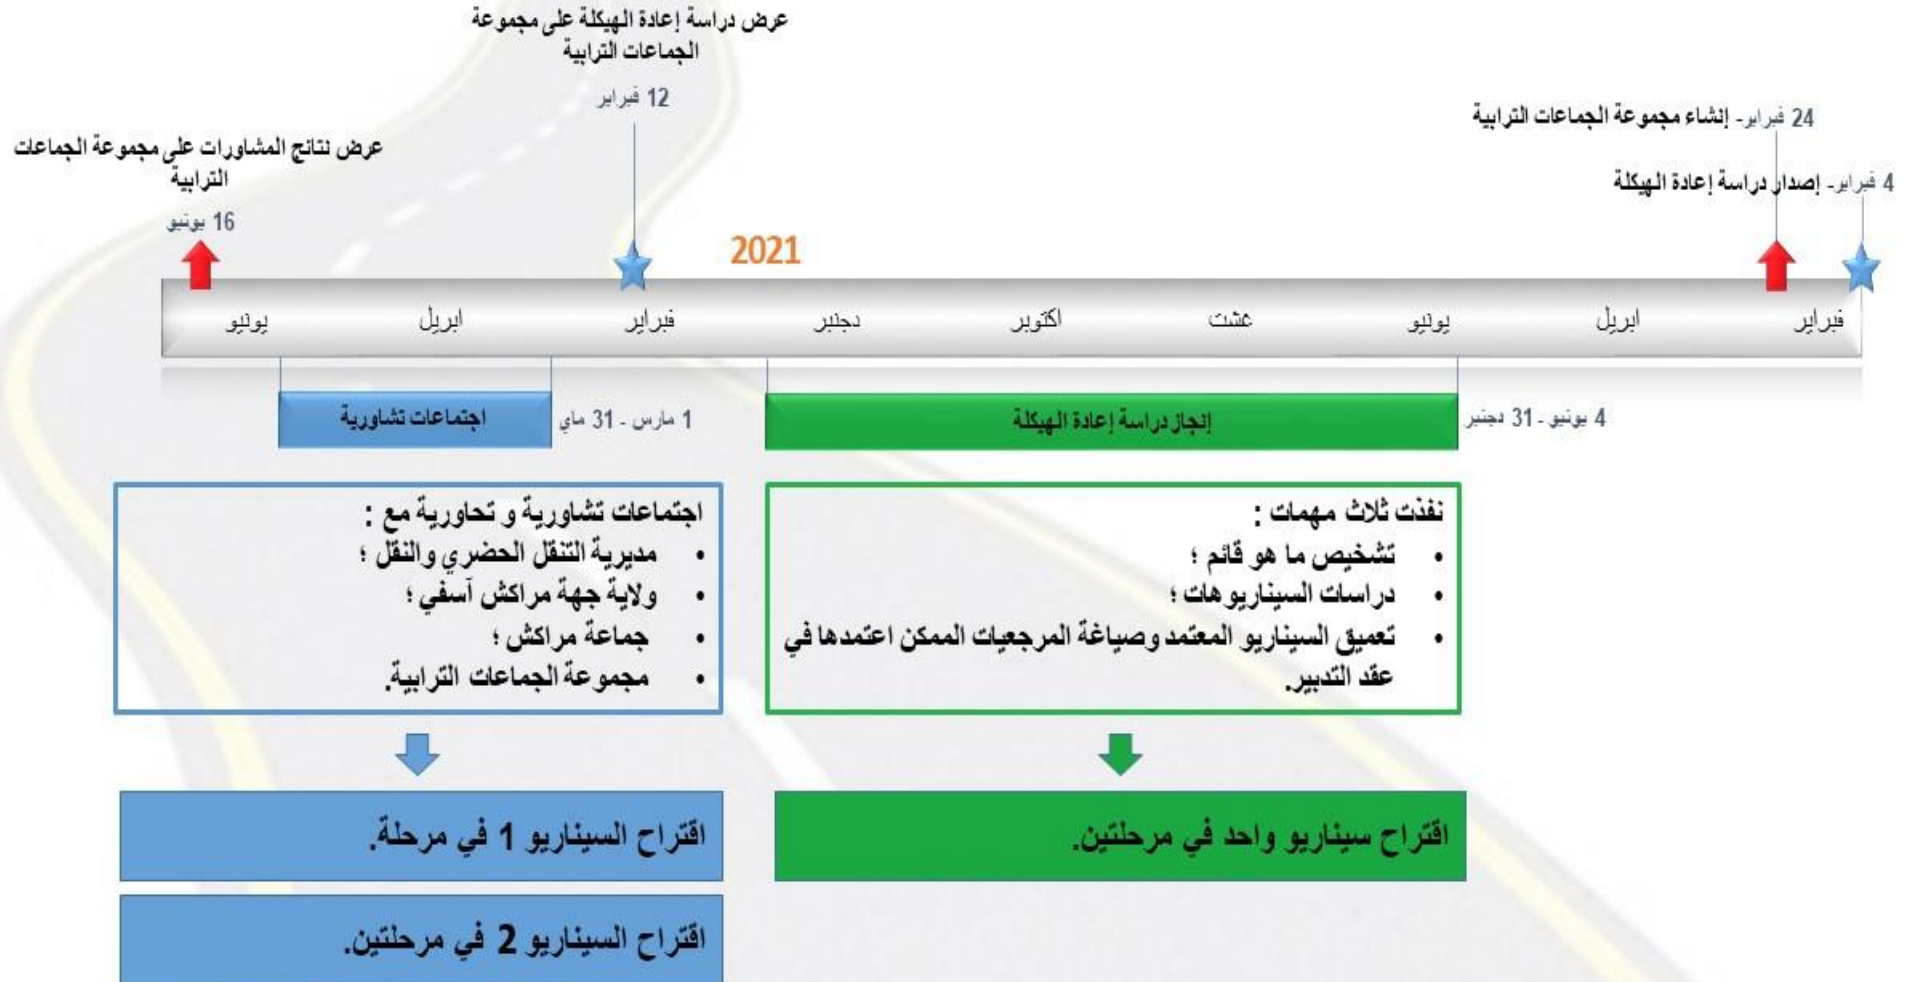 عرض دراسة إعادة الهيكلة على مجموعة
الجماعات الترابية
12 فبراير
24 فبراير- إنشاء مجموعة الجماعات الترابية
4 فبراير- إصدار دراسة إعادة الهيكلة
عرض نتائج المشاورات على مجموعة الجماعات
الترابية
16 يونيو
2021
فبراير
ابريل
يونيو
غشت
اكتوبر
دجنبر
فبراير
ابريل
يونيو
4 يونيو - 31 دجنبر
إنجاز دراسة إعادة الهيكلة
1 مارس - 31 ماي
اجتماعات تشاورية
نفذت ثلاث مهمات :
• تشخيص ما هو قائم ؛
• دراسات السيناريوهات ؛
• تعميق السيناريو المعتمد وصياغة المرجعيات الممكن اعتمدها في
عقد التدبير.
اقتراح سيناريو واحد في مرحلتين.
اجتماعات تشاورية و تحاورية مع :
• مديرية التنقل الحضري والنقل ؛
• ولاية جهة مراكش آسفي ؛
• جماعة مراكش ؛
• مجموعة الجماعات الترابية.
اقتراح السيناريو 1 في مرحلة.
اقتراح السيناريو 2 في مرحلتين.